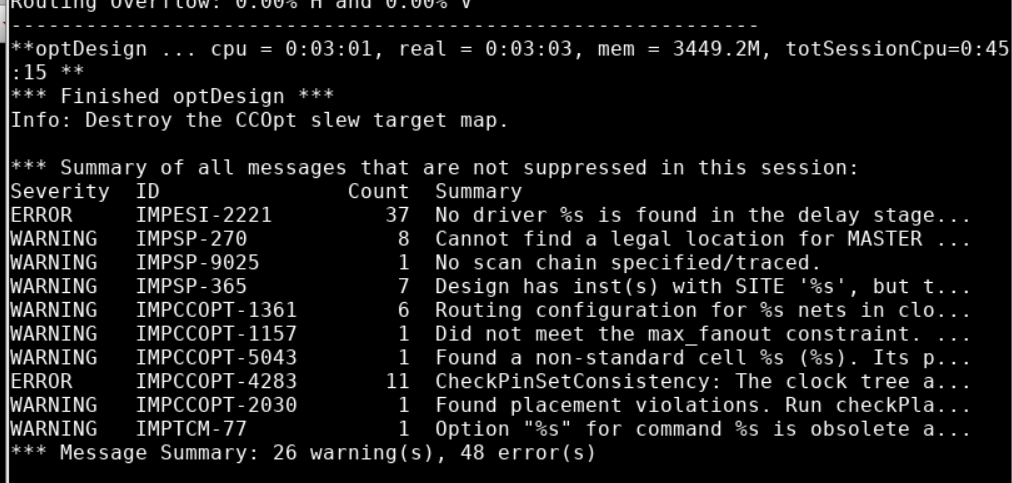 Routing Overflow: 0.00% H and 0.00% V
------------------------------------------------------------
**optDesign ... cpu = 0:03:01, real = 0:03:03, mem = 3449.2M, totSessionCpu=0:45
:15 **
*** Finished optDesign ***
Info: Destroy the CCOpt slew target map.

*** Summary of all messages that are not suppressed in this session:
Severity  ID               Count  Summary
ERROR     IMPESI-2221         37  No driver %s is found in the delay stage...
WARNING   IMPSP-270            8  Cannot find a legal location for MASTER ...
WARNING   IMPSP-9025           1  No scan chain specified/traced.
WARNING   IMPSP-365            7  Design has inst(s) with SITE '%s', but t...
WARNING   IMPCCOPT-1361        6  Routing configuration for %s nets in clo...
WARNING   IMPCCOPT-1157        1  Did not meet the max_fanout constraint. ...
WARNING   IMPCCOPT-5043        1  Found a non-standard cell %s (%s). Its p...
ERROR     IMPCCOPT-4283       11  CheckPinSetConsistency: The clock tree a...
WARNING   IMPCCOPT-2030        1  Found placement violations. Run checkPla...
WARNING   IMPTCM-77            1  Option "%s" for command %s is obsolete a...
*** Message Summary: 26 warning(s), 48 error(s)